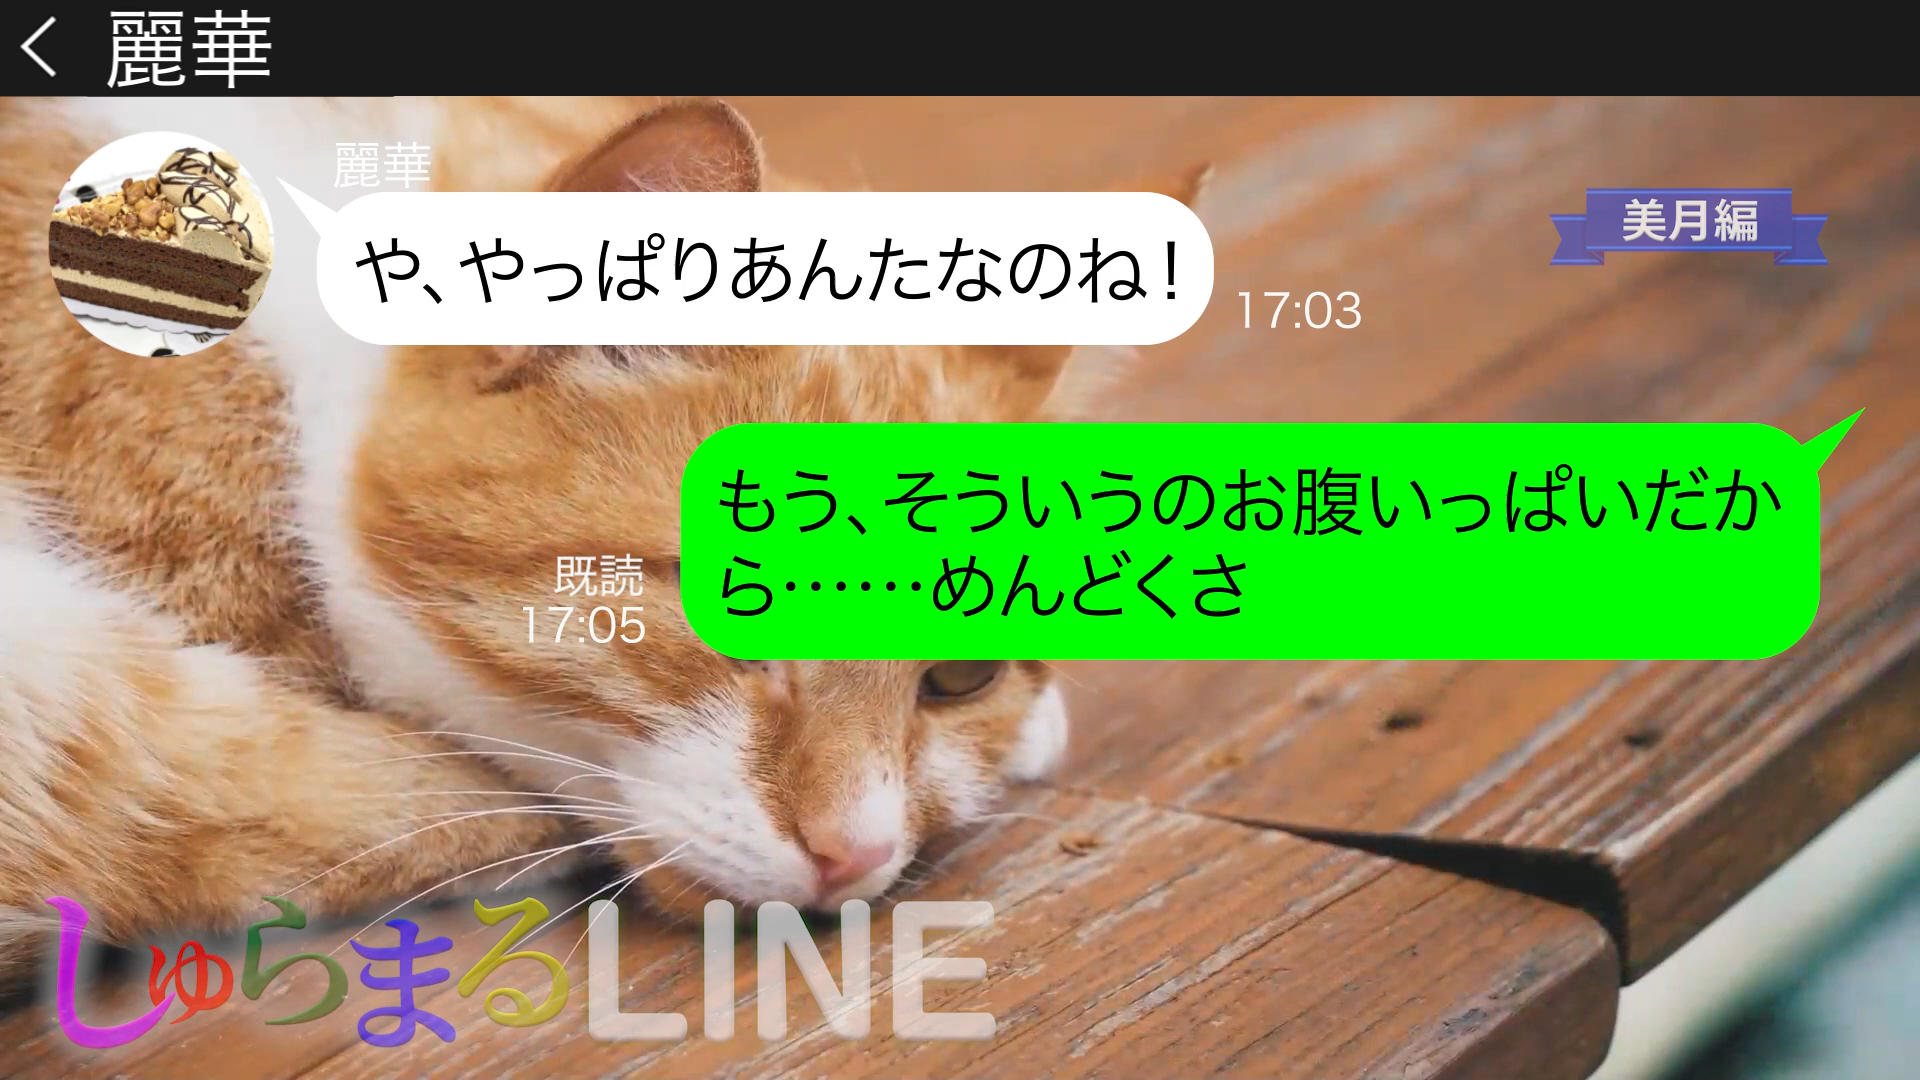 麗華
麗華
や、やっぱりあんたなのね！
17:03
美月編
もう、そういうのお腹いっぱいだか
ら……めんどくさ
既読
17:05
しゅらまるLINE